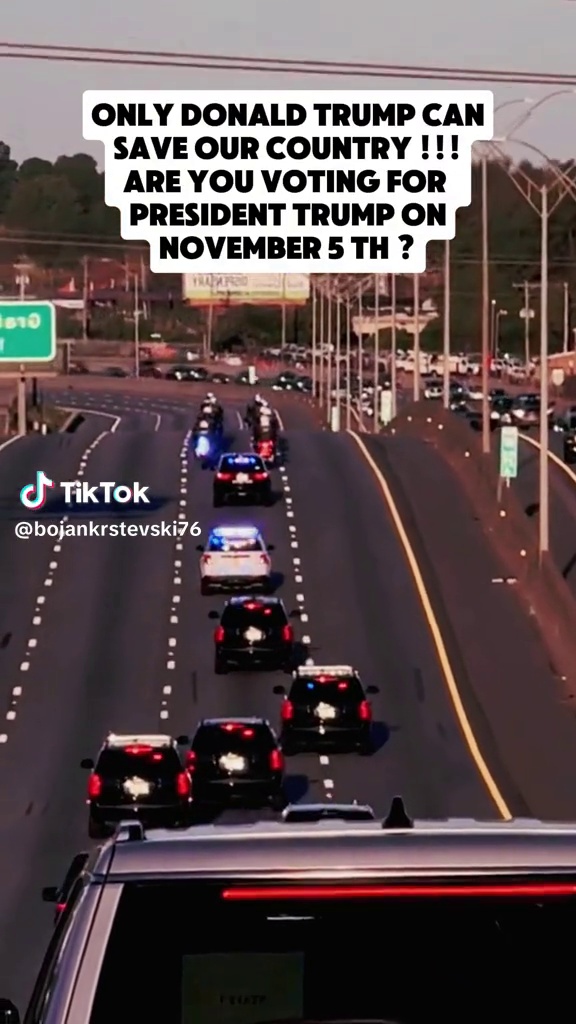 ONLY DONALD TRUMP CAN
SAVE OUR COUNTRY !!!
ARE YOU VOTING FOR
PRESIDENT TRUMP ON
NOVEMBER 5 TH ?
DISPENSARY
TikTok
@bojankrstevski76